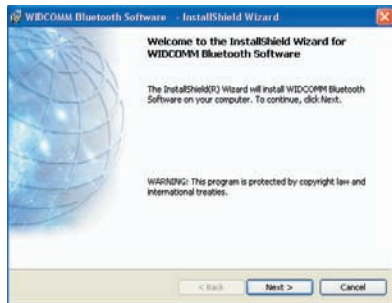 WIDCOMM Bluetooth Software - InstallShield Wizard
Welcome to the InstallShield Wizard for
WIDCOMM Bluetooth Software
The InstallShield(R) Wizard will install WIDCOMM Bluetooth
Software on your computer. To continue, click Next.
WARNING: This program is protected by copyright law and
international treaties.
< Back Next > Cancel